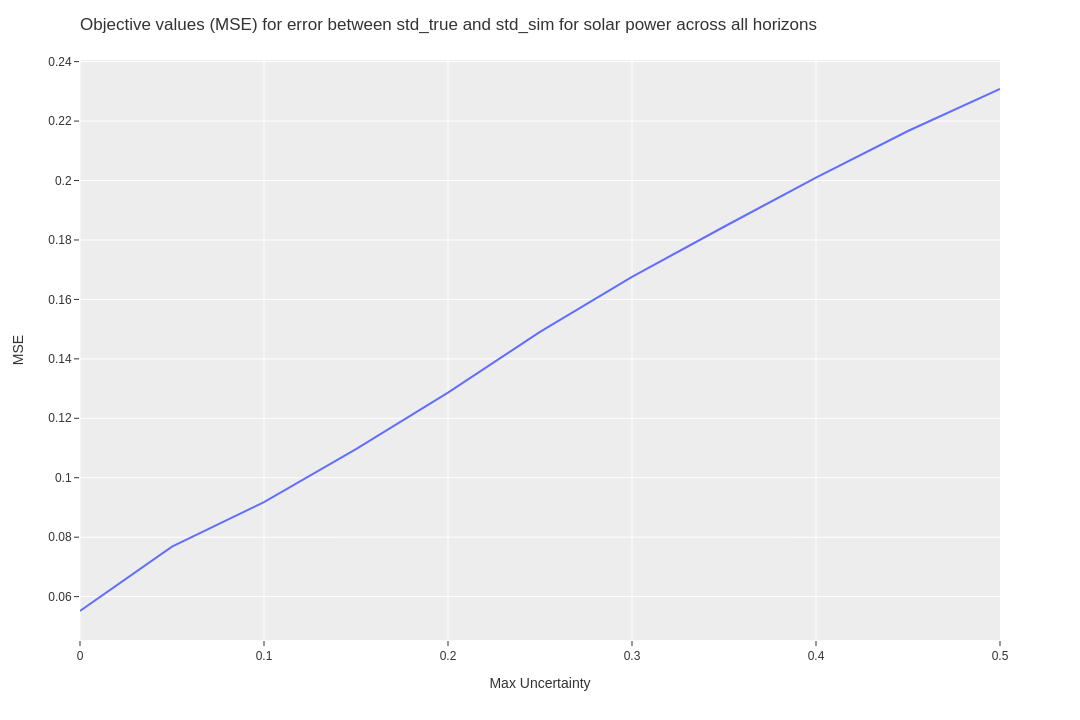 Objective values (MSE) for error between std_true and std_sim for solar power across all horizons
0.24
0.22
0.2
0.18
0.16
0.14
0.12
0.1
0.08
0.06
MSE
0 0.1 0.2 0.3 0.4 0.5
Max Uncertainty